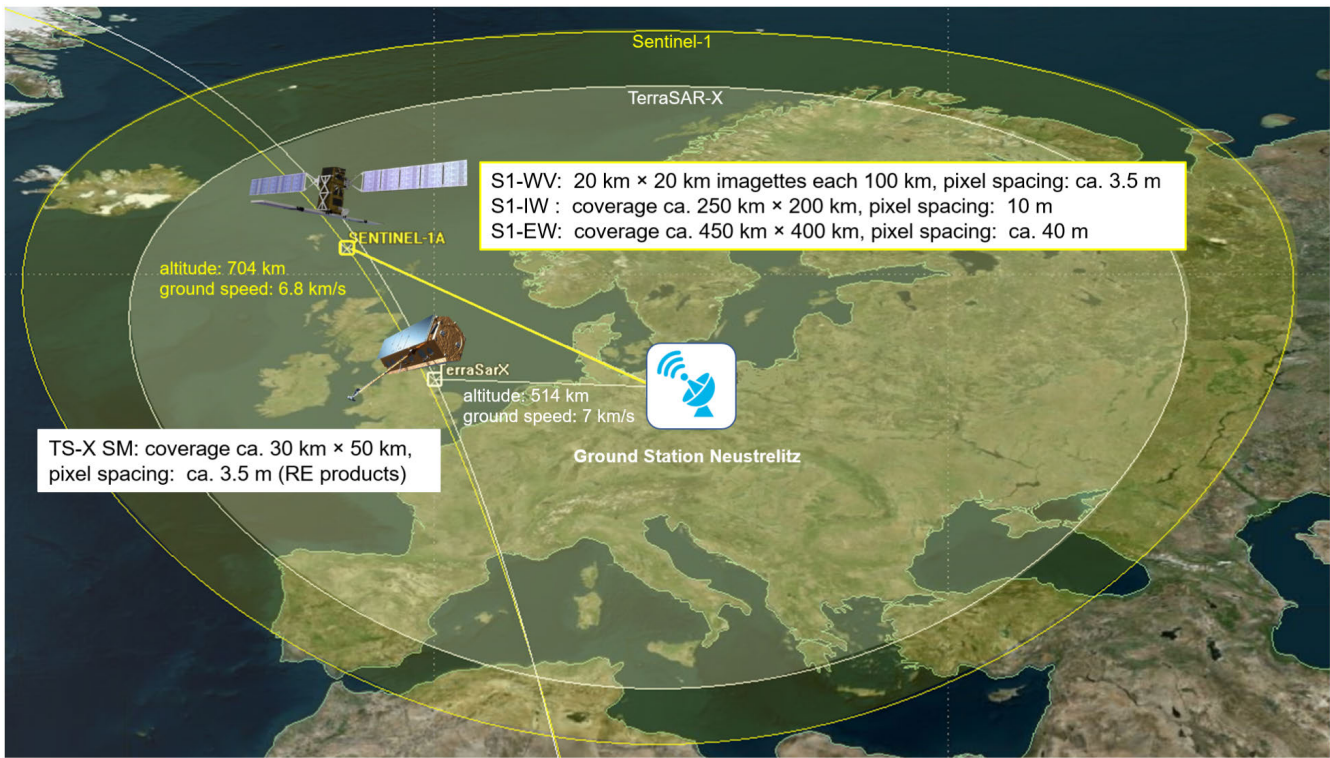 Sentinel-1
TerraSAR-X
S1-WV: 20 km × 20 km imagettes each 100 km, pixel spacing: ca. 3.5 m
S1-IW : coverage ca. 250 km × 200 km, pixel spacing: 10 m
S1-EW: coverage ca. 450 km × 400 km, pixel spacing: ca. 40 m
SENTINEL-1A
altitude: 704 km
ground speed: 6.8 km/s
erraSarX
altitude: 514 km
ground speed: 7 km/s
TS-X SM: coverage ca. 30 km × 50 km,
pixel spacing: ca. 3.5 m (RE products)
Ground Station Neustrelitz